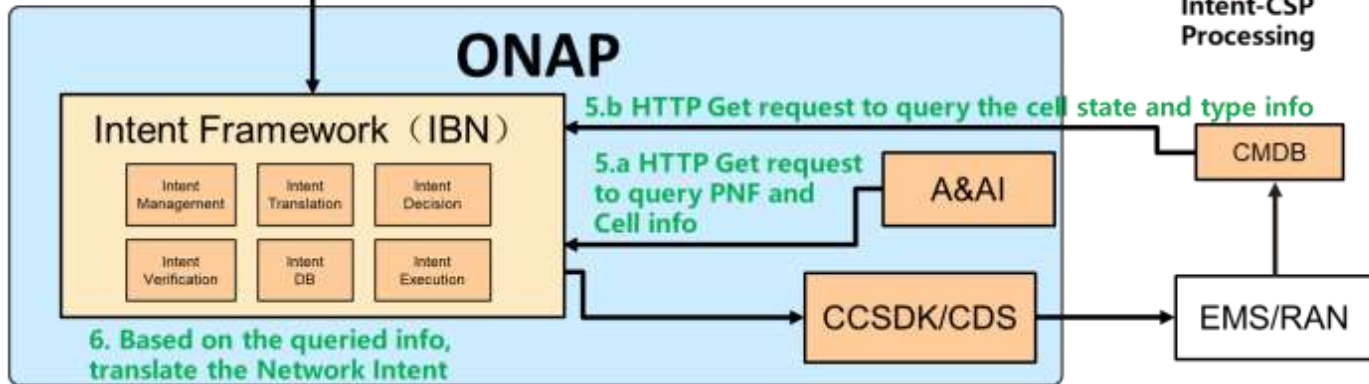 Intent-CSP
Processing
ONAP
5.b HTTP Get request to query the cell state and type info
Intent Framework（IBN）
CMDB
5.a HTTP Get request
to query PNF and
Cell info
A&AI
Intent
Management
Intent
Translation
Intent
Decision
Intent
Verification
Intent
DB
Intent
Execution
CCSDK/CDS
EMS/RAN
6. Based on the queried info,
translate the Network Intent